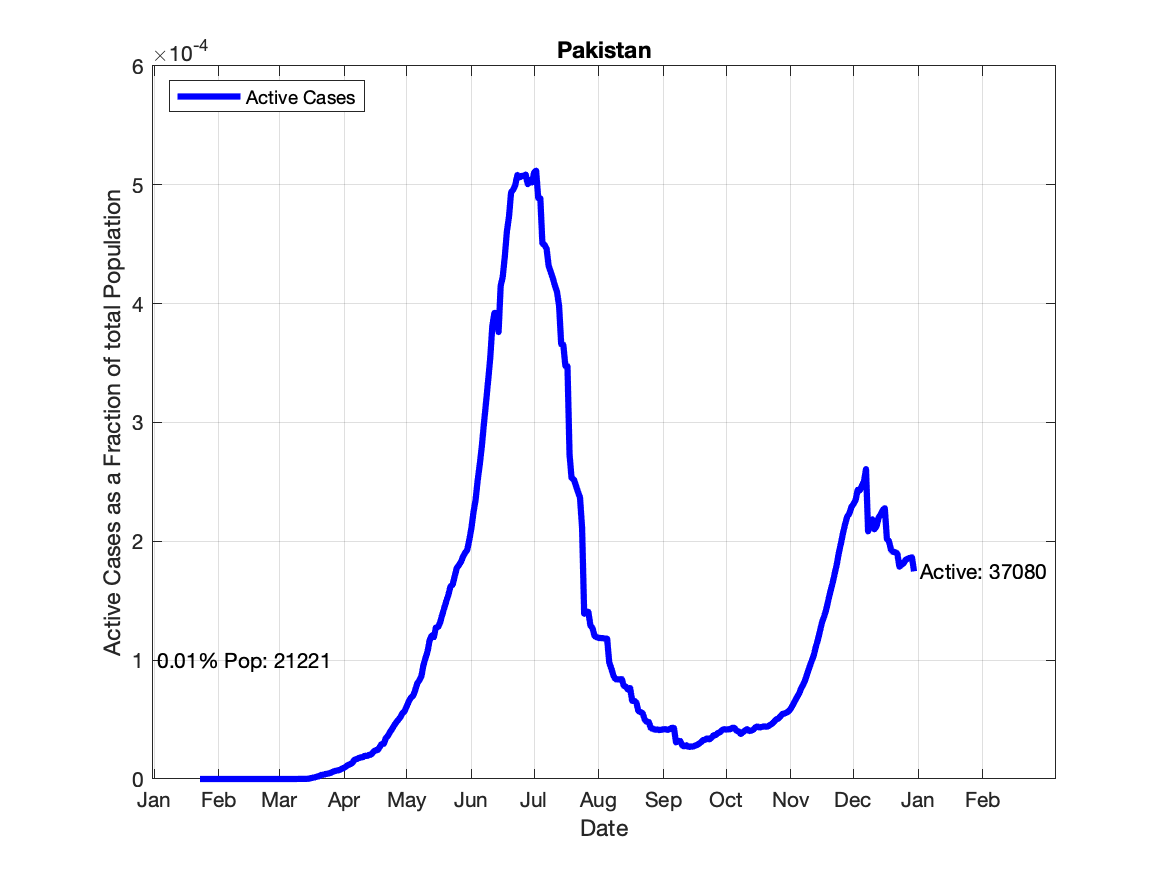 Pakistan
×10-4
Active Cases
6
5
4
3
2
1
0
Active Cases as a Fraction of total Population
0.01% Pop: 21221
Active: 37080
Jan Feb Mar Apr May Jun Jul Aug Sep Oct Nov Dec Jan Feb
Date